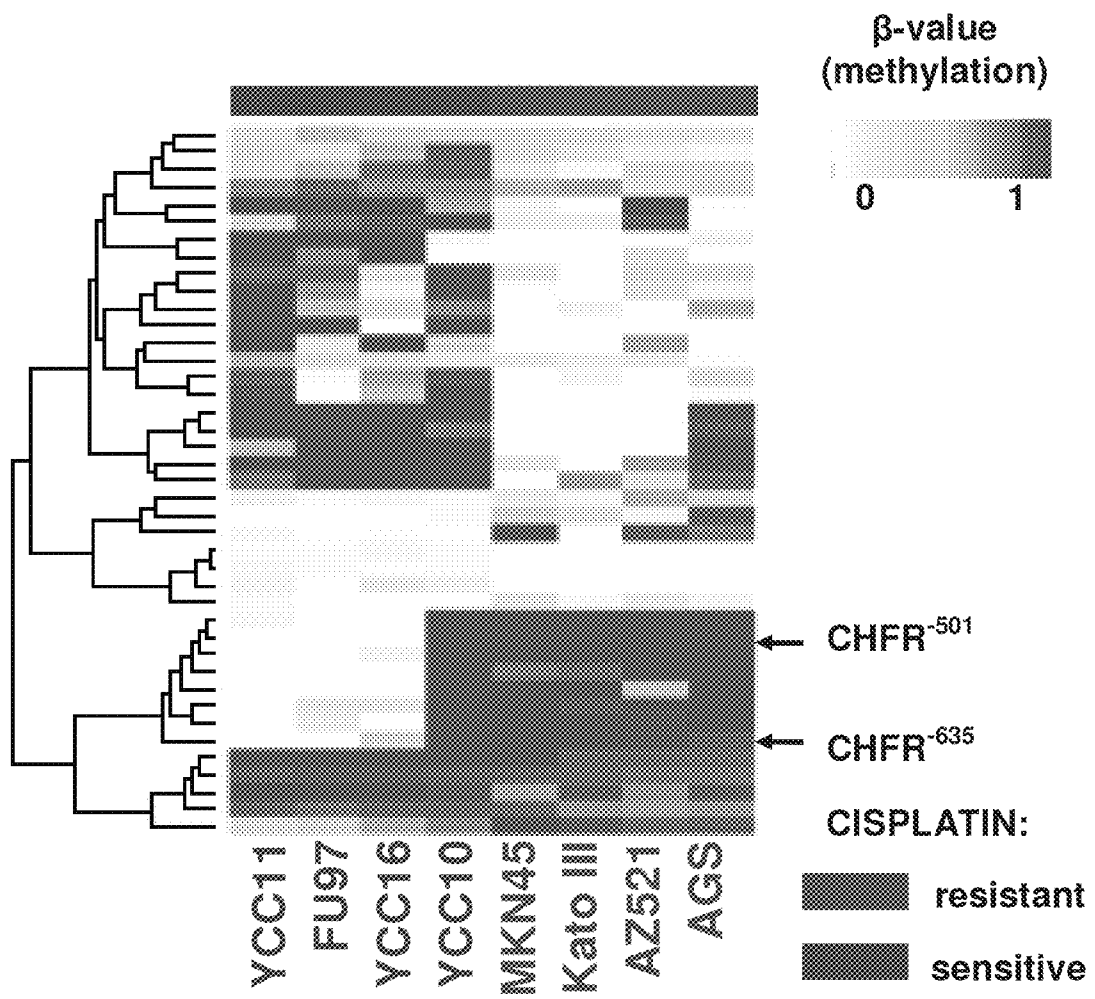 β-value
(methylation)
0 1
CHFR-501
CHFR-635
CISPLATIN:
resistant
sensitive
YCC11
FU97
YCC16
YCC10
MKN45
Kato III
AZ521
AGS